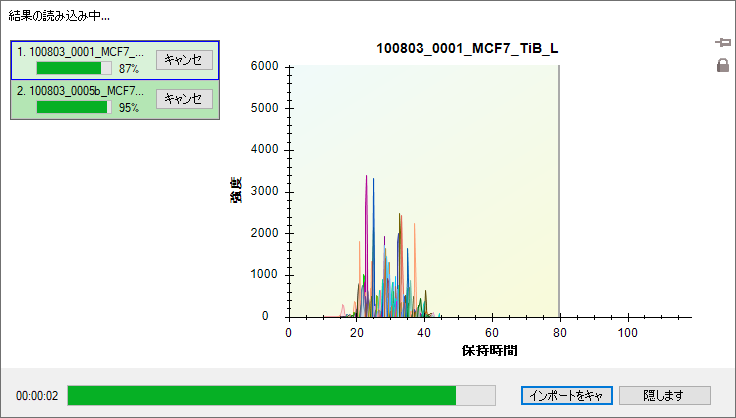 結果の読み込み中...
1. 100803_0001_MCF7_...
キャンセ
87%
2. 100803_0005b_MCF7...
キャンセ
95%
100803_0001_MCF7_TiB_L
6000
5000
4000
3000
2000
1000
0
強度
0 20 40 60 80 100
保持時間
00:00:02
インポートをキャ
隠します